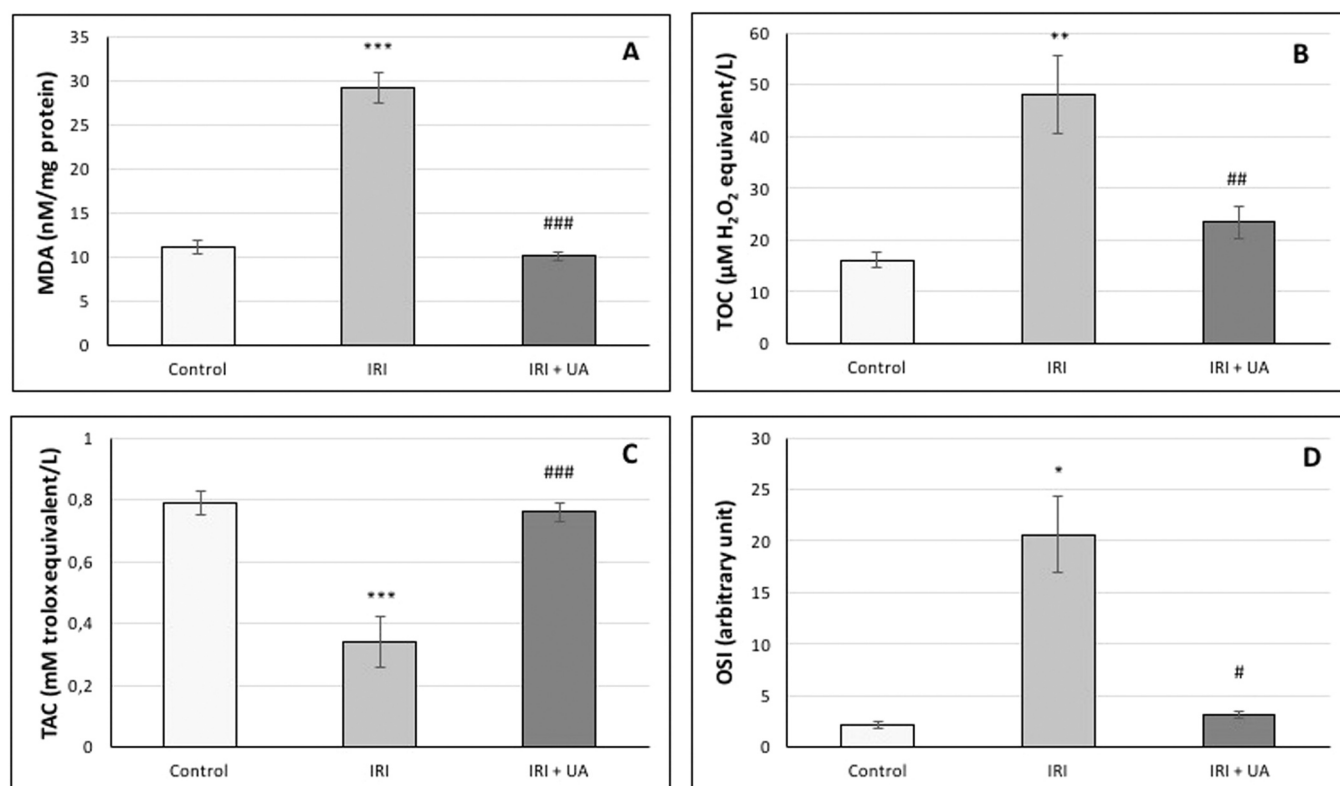 A
MDA (nM/mg protein)
35
30
25
20
15
10
5
0
***
###
Control
IRI
IRI + UA
B
TOC (µM H₂O₂ equivalent/L)
60
50
40
30
20
10
0
**
##
Control
IRI
IRI + UA
C
TAC (mM trolox equivalent/L)
1
0,8
0,6
0,4
0,2
0
***
###
Control
IRI
IRI + UA
D
OSI (arbitrary unit)
30
25
20
15
10
5
0
*
#
Control
IRI
IRI + UA